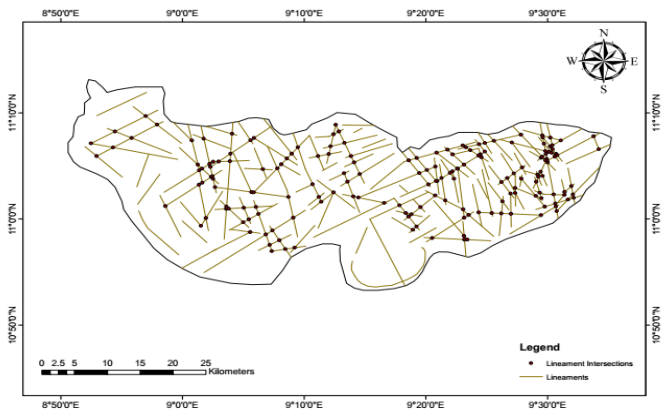 8°50'0"E 9°0'0"E 9°10'0"E 9°20'0"E 9°30'0"E
N
W E
S
11°10'0"N 11°10'0"N
11°0'0"N 11°0'0"N
10°50'0"N 10°50'0"N
Legend
Lineament Intersections
Lineaments
0 2.5 5 10 15 20 25
Kilometers
8°50'0"E 9°0'0"E 9°10'0"E 9°20'0"E 9°30'0"E